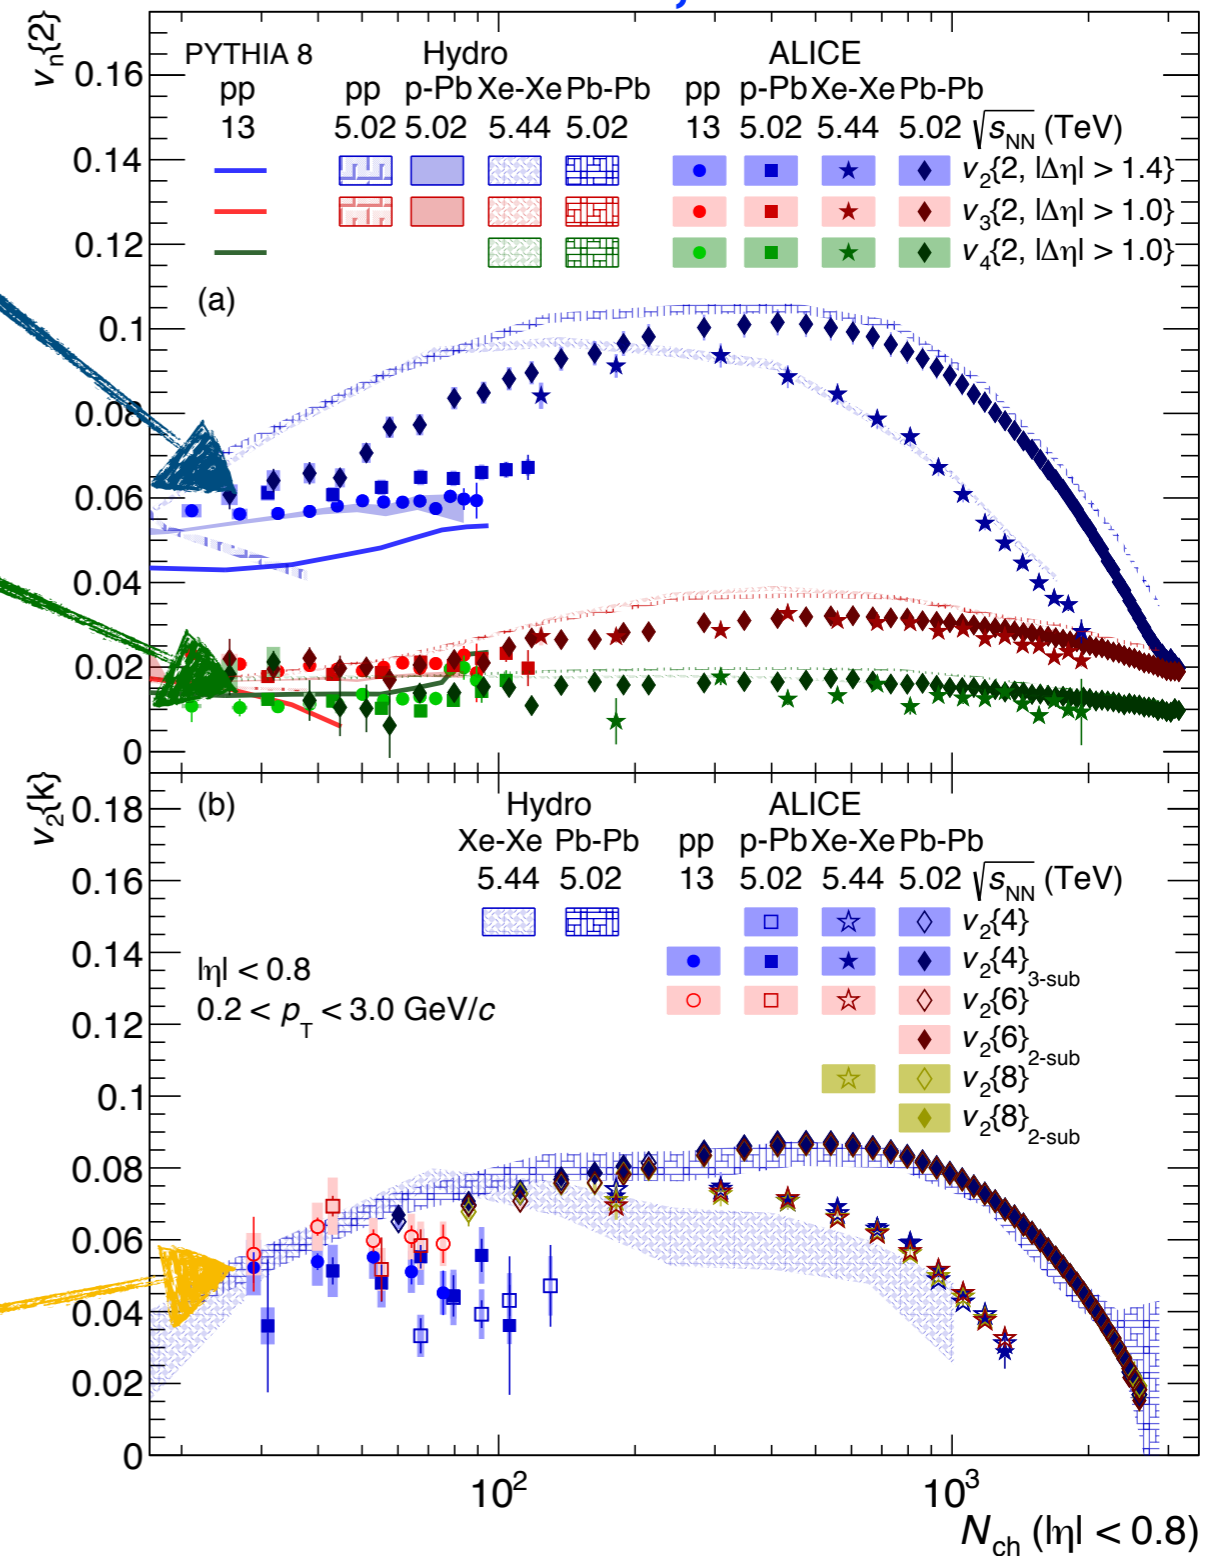 v_n{2}
PYTHIA 8 Hydro ALICE
pp pp p-Pb Xe-Xe Pb-Pb pp p-Pb Xe-Xe Pb-Pb
13 5.02 5.02 5.44 5.02 13 5.02 5.44 5.02 √s_NN (TeV)
v_2{2, |Δη| > 1.4}
v_3{2, |Δη| > 1.0}
v_4{2, |Δη| > 1.0}
(a)
0.16
0.14
0.12
0.1
0.08
0.06
0.04
0.02
0
v_2{k}
(b) Hydro ALICE
Xe-Xe Pb-Pb pp p-Pb Xe-Xe Pb-Pb
5.44 5.02 13 5.02 5.44 5.02 √s_NN (TeV)
v_2{4}
v_2{4}_3-sub
v_2{6}
v_2{6}_2-sub
v_2{8}
v_2{8}_2-sub
|η| < 0.8
0.2 < p_T < 3.0 GeV/c
0.18
0.16
0.14
0.12
0.1
0.08
0.06
0.04
0.02
0
10² 10³
N_ch (|η| < 0.8)